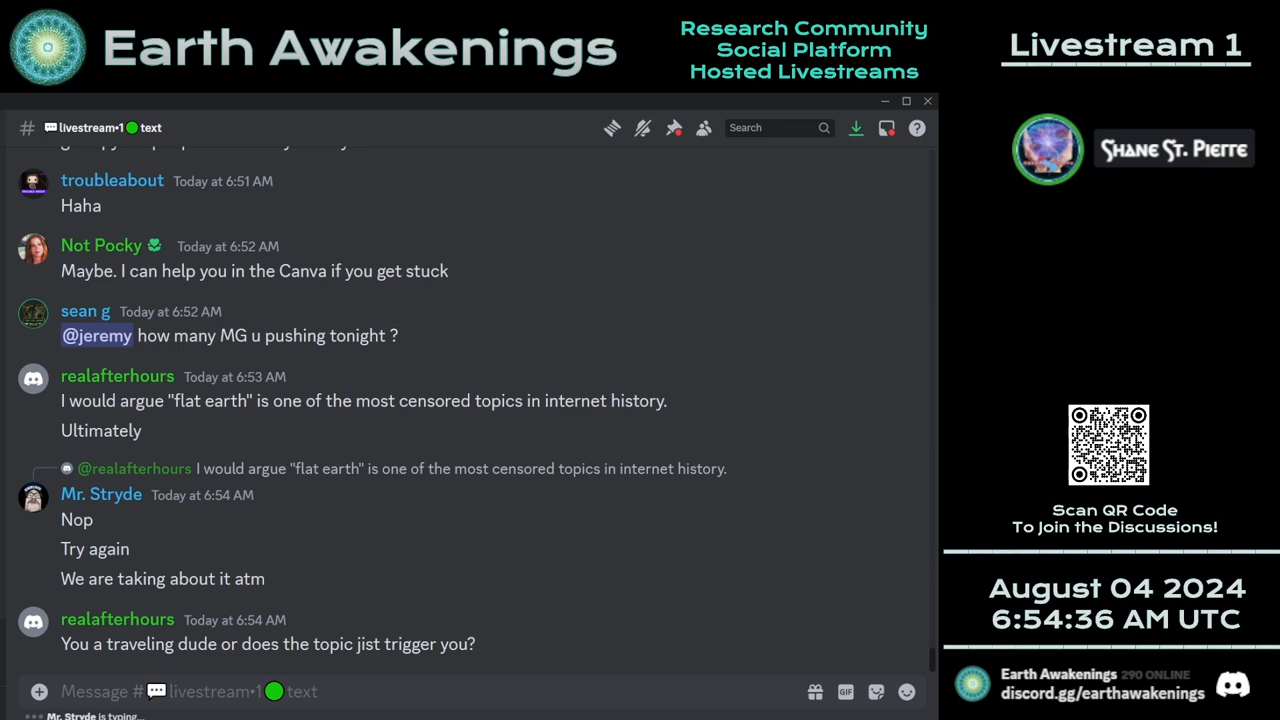 Earth Awakenings
Research Community
Social Platform
Hosted Livestreams
Livestream 1
livestream•1 text
Search
troubleabout Today at 6:51 AM
Haha
Not Pocky Today at 6:52 AM
Maybe. I can help you in the Canva if you get stuck
sean g Today at 6:52 AM
@jeremy how many MG u pushing tonight ?
realafterhours Today at 6:53 AM
I would argue "flat earth" is one of the most censored topics in internet history.
Ultimately
@realafterhours I would argue "flat earth" is one of the most censored topics in internet history.
Mr. Stryde Today at 6:54 AM
Nop
Try again
We are taking about it atm
realafterhours Today at 6:54 AM
You a traveling dude or does the topic jist trigger you?
Message # livestream•1 text
GIF
Mr. Stryde is typing...
Shane St. Pierre
Scan QR Code
To Join the Discussions!
August 04 2024
6:54:36 AM UTC
Earth Awakenings 290 ONLINE
discord.gg/earthawakenings